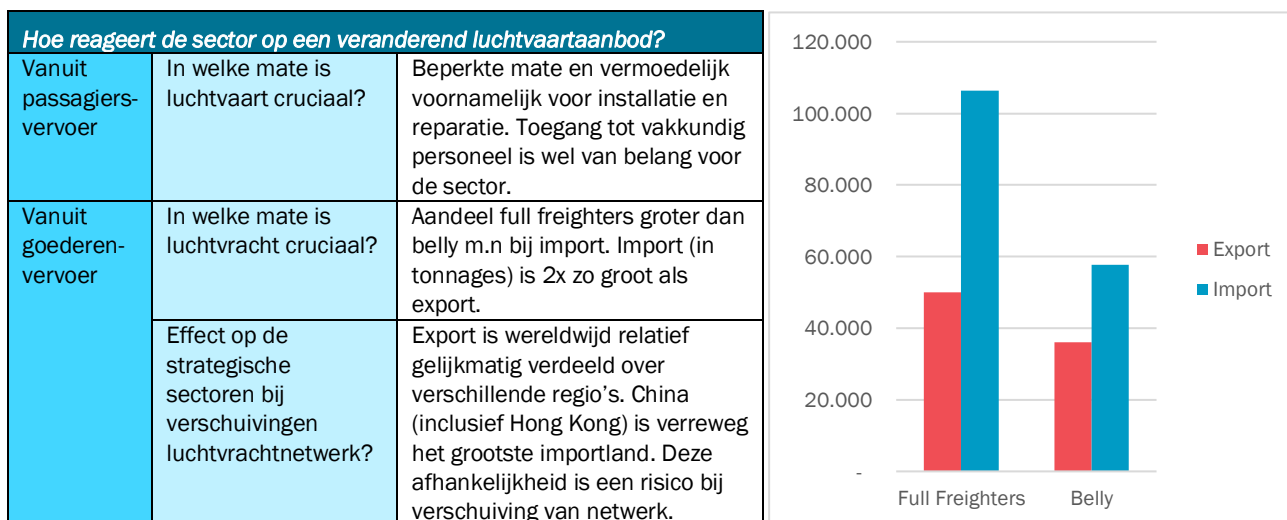 Hoe reageert de sector op een veranderend luchtvaartaanbod?
Vanuit
passagiers-
vervoer
In welke mate is
luchtvaart cruciaal?
Beperkte mate en vermoedelijk
voornamelijk voor installatie en
reparatie. Toegang tot vakkundig
personeel is wel van belang voor
de sector.
Vanuit
goederen-
vervoer
In welke mate is
luchtvracht cruciaal?
Aandeel full freighters groter dan
belly m.n bij import. Import (in
tonnages) is 2x zo groot als
export.
Effect op de
strategische
sectoren bij
verschuivingen
luchtvrachtnetwerk?
Export is wereldwijd relatief
gelijkmatig verdeeld over
verschillende regio's. China
(inclusief Hong Kong) is verreweg
het grootste importland. Deze
afhankelijkheid is een risico bij
verschuiving van netwerk.
120.000
100.000
80.000
60.000
40.000
20.000
-
Full Freighters
Belly
Export
Import